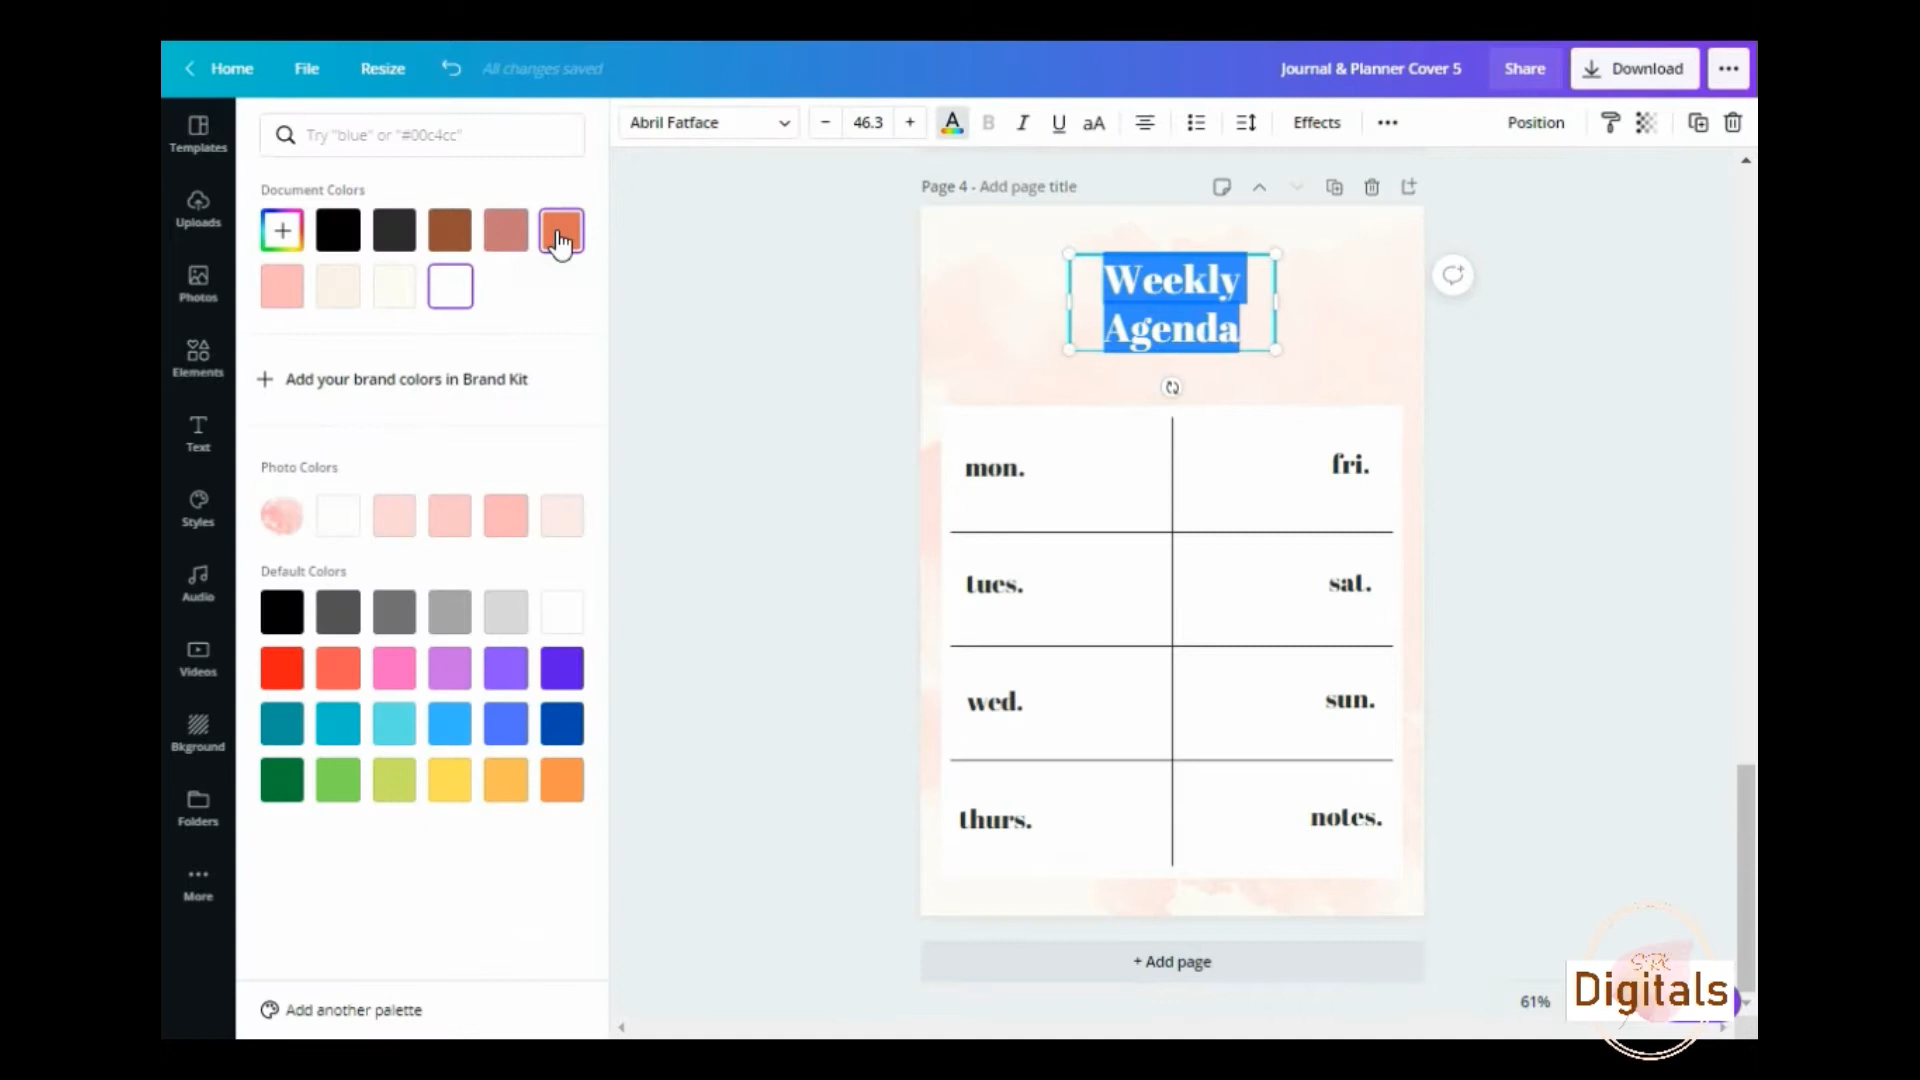 Home
File
Resize
All changes saved
Journal & Planner Cover 5
Share
Download
Templates
Uploads
Photos
Elements
Text
Styles
Audio
Videos
Bkground
Folders
More
Try "blue" or "#00c4cc"
Document Colors
Add your brand colors in Brand Kit
Photo Colors
Default Colors
Add another palette
Abril Fatface
46.3
A
B
I
U
aA
Effects
Position
Page 4 - Add page title
Weekly
Agenda
mon.
fri.
tues.
sat.
wed.
sun.
thurs.
notes.
+ Add page
61%
Digitals